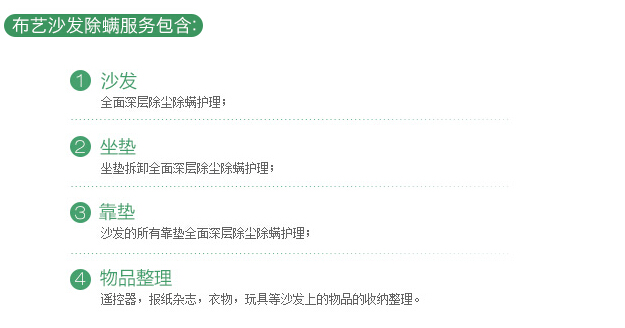 布艺沙发除螨服务包含:
1 沙发
全面深层除尘除螨护理；
2 坐垫
坐垫拆卸全面深层除尘除螨护理；
3 靠垫
沙发的所有靠垫全面深层除尘除螨护理；
4 物品整理
遥控器，报纸杂志，衣物，玩具等沙发上的物品的收纳整理。